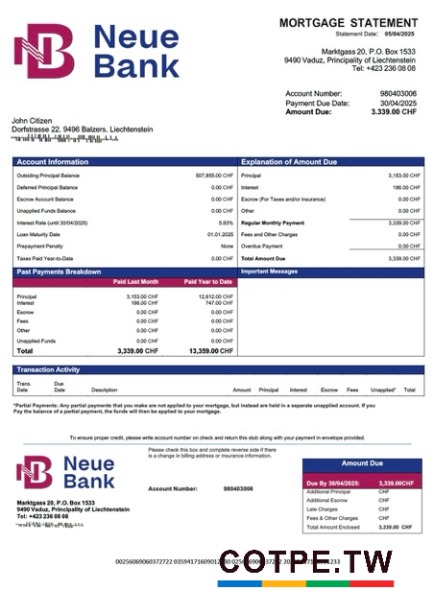 Neue
Bank
MORTGAGE STATEMENT
Statement Date: 05/04/2025
Marktgass 20, P.O. Box 1533
9490 Vaduz, Principality of Liechtenstein
Tel: +423 236 08 08
Account Number: 980403006
Payment Due Date: 30/04/2025
Amount Due: 3.339.00 CHF
John Citizen
Dorfstrasse 22, 9496 Balzers, Liechtenstein
Account Information
Outsiding Principal Balance 507,855.00 CHF
Deferred Principal Balance 0.00 CHF
Escrow Account Balance 0.00 CHF
Unapplied Funds Balance 0.00 CHF
Interest Rate (until 30/04/2025) 5.93%
Loan Maturity Date 01.01.2025
Prepayment Penalty None
Taxes Paid Year-to-Date 0.00 CHF
Explanation of Amount Due
Principal 3,153.00 CHF
Interest 186.00 CHF
Escrow (For Taxes and/or insurance) 0.00 CHF
Other 0.00 CHF
Regular Monthly Payment 3,339.00 CHF
Fees and Other Charges 0.00 CHF
Overdue Payment 0.00 CHF
Total Amount Due 3,339.00 CHF
Past Payments Breakdown
Paid Last Month Paid Year to Date
Principal 3,153.00 CHF 12,612.00 CHF
Interest 186.00 CHF 747.00 CHF
Escrow 0.00 CHF 0.00 CHF
Fees 0.00 CHF 0.00 CHF
Other 0.00 CHF 0.00 CHF
Unapplied Funds 0.00 CHF 0.00 CHF
Total 3,339.00 CHF 13,359.00 CHF
Important Messages
Transaction Activity
Trans. Date Due Date Description Amount Principal Interest Escrow Fees Unapplied* Total
*Partial Payments: Any partial payments that you make are not applied to your mortgage, but instead are held in a separate unapplied account. If you
Pay the balance of a partial payment, the funds will then be applied to your mortgage.
To ensure proper credit, please write account number on check and return this stub along with your payment in envelope provided.
Neue
Bank
Please check this box and complete reverse side if there
is a change in billing address or insurance information.
Account Number: 980403006
Marktgass 20, P.O. Box 1533
9490 Vaduz, Principality of Liechtenstein
Tel: +423 236 08 08
Amount Due
Due By 30/04/2025: 3,339.00CHF
Additional Principal CHF
Additional Escrow CHF
Late Charges CHF
Fees & Other Charges CHF
Total Amount Enclosed 3,339.00 CHF
COTPE.TW